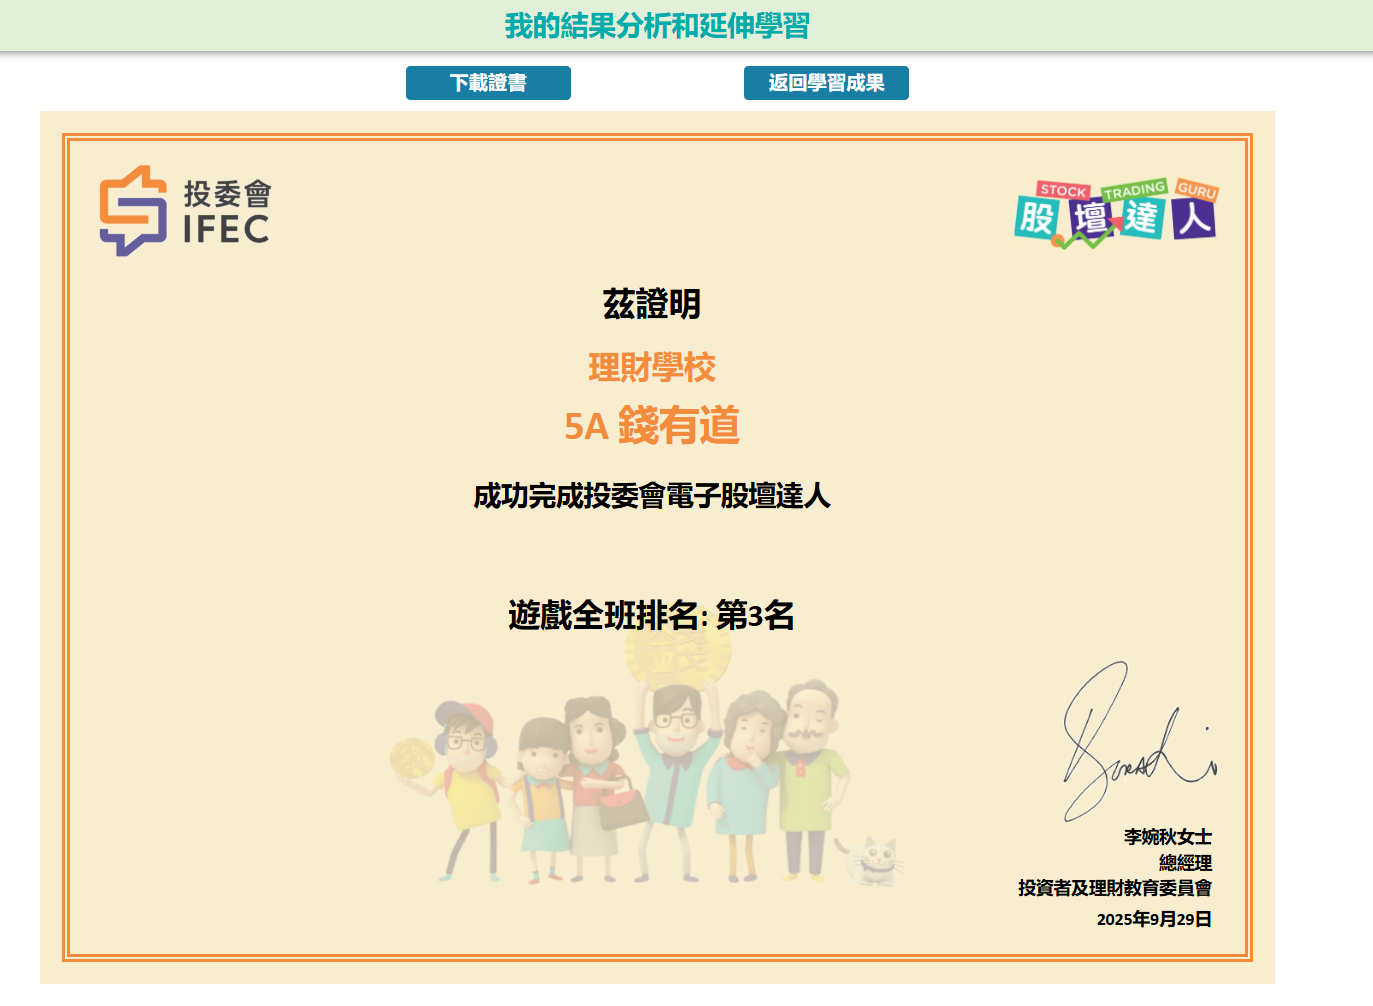 我的結果分析和延伸學習
下載證書
返回學習成果
投委會
IFEC
STOCK TRADING GURU
股壇達人
茲證明
理財學校
5A 錢有道
成功完成投委會電子股壇達人
遊戲全班排名: 第3名
錢
李婉秋女士
總經理
投資者及理財教育委員會
2025年9月29日